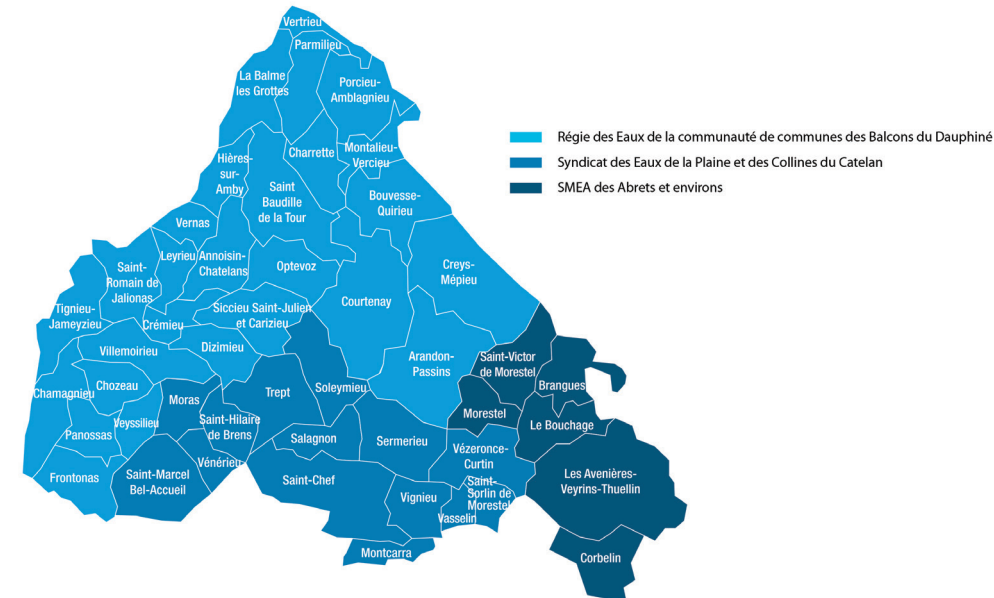 Vertrieu
Parmilieu
La Balme
les Grottes
Porcieu-
Amblagnieu
Régie des Eaux de la communauté de communes des Balcons du Dauphiné
Syndicat des Eaux de la Plaine et des Collines du Catelan
SMEA des Abrets et environs
Charrette
Montalieu-
Vercieu
Hières-
sur-
Amby
Saint
Baudille
de la Tour
Bouvesse-
Quirieu
Vernas
Leyrieu
Annoisin-
Chatelans
Optevoz
Creys-
Mépieu
Saint-
Romain de
Jalionas
Courtenay
Siccieu Saint-Julien
et Carizieu
Tignieu-
Jameyzieu
Crémieu
Villemoirieu
Dizimieu
Arandon-
Passins
Saint-Victor
de Morestel
Brangues
Chamagnieu
Chozeau
Moras
Trept
Soleymieu
Morestel
Le Bouchage
Panossas
Veyssilieu
Saint-Hilaire
de Brens
Salagnon
Sermerieu
Vézeronce-
Curtin
Frontonas
Saint-Marcel
Bel-Accueil
Vénérieu
Saint-Chef
Vignieu
Saint-
Sorlin de
Morestel
Vasselin
Les Avenières-
Veyrins-Thuellin
Montcarra
Corbelin